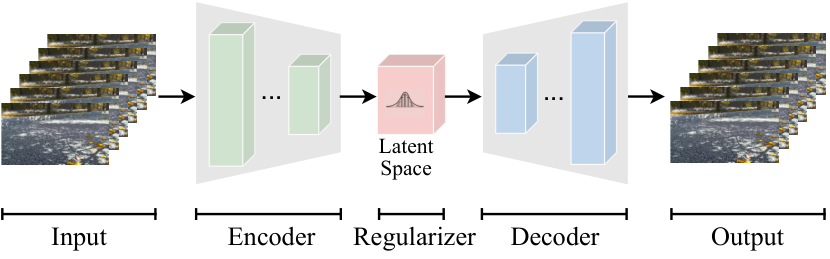 ...
...
Latent
Space
Input
Encoder
Regularizer
Decoder
Output